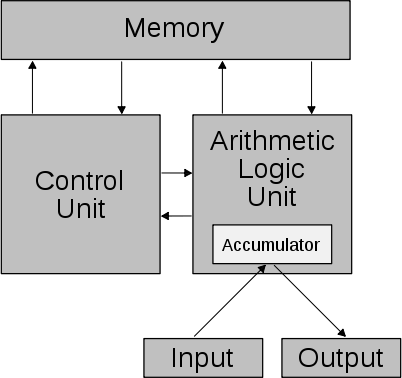 Memory
Control
Unit
Arithmetic
Logic
Unit
Accumulator
Input
Output